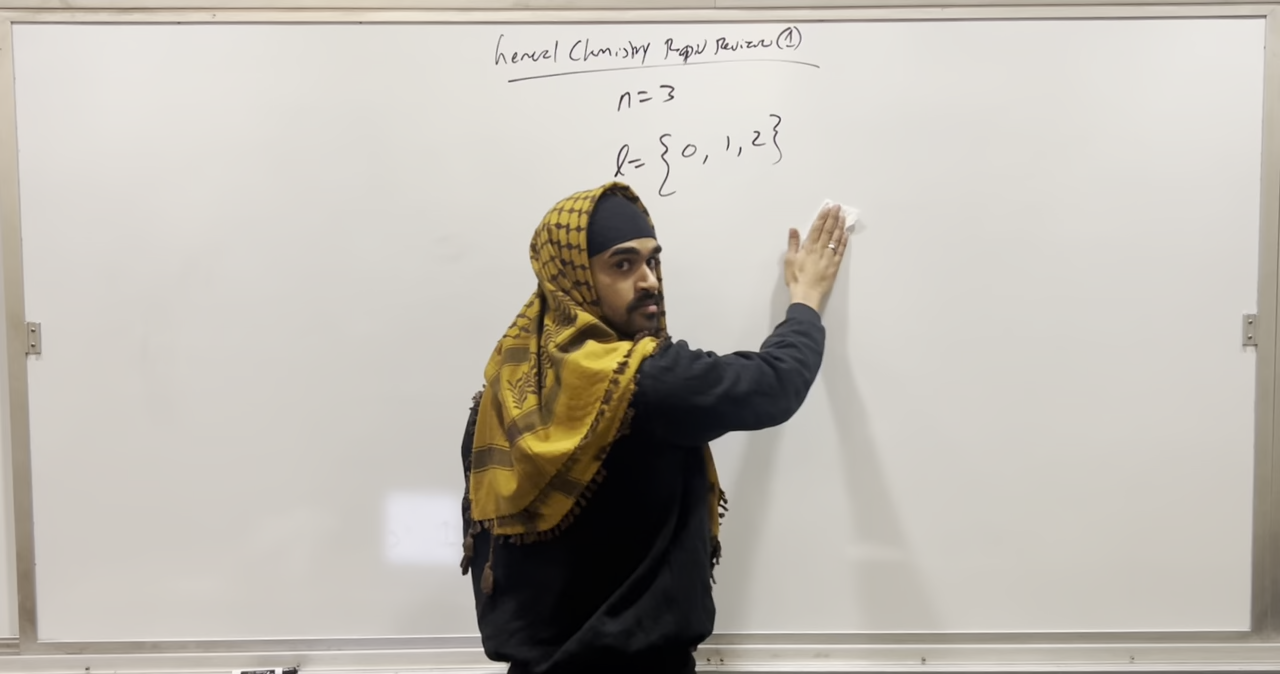 General Chemistry Rapid Review (1)
n=3
l= {0, 1, 2}